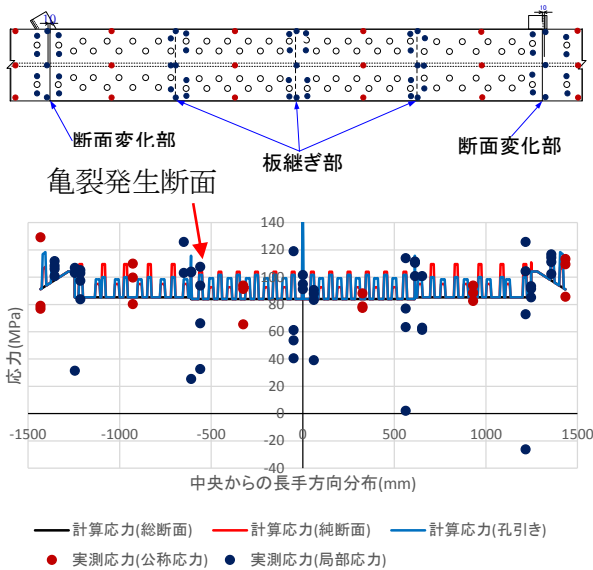 10
10
断面変化部
板継ぎ部
断面変化部
亀裂発生断面
140
120
100
80
60
40
20
0
-20
-40
応力(MPa)
-1500
-1000
-500
0
500
1000
1500
中央からの長手方向分布(mm)
計算応力(総断面)
計算応力(純断面)
計算応力(孔引き)
実測応力(公称応力)
実測応力(局部応力)